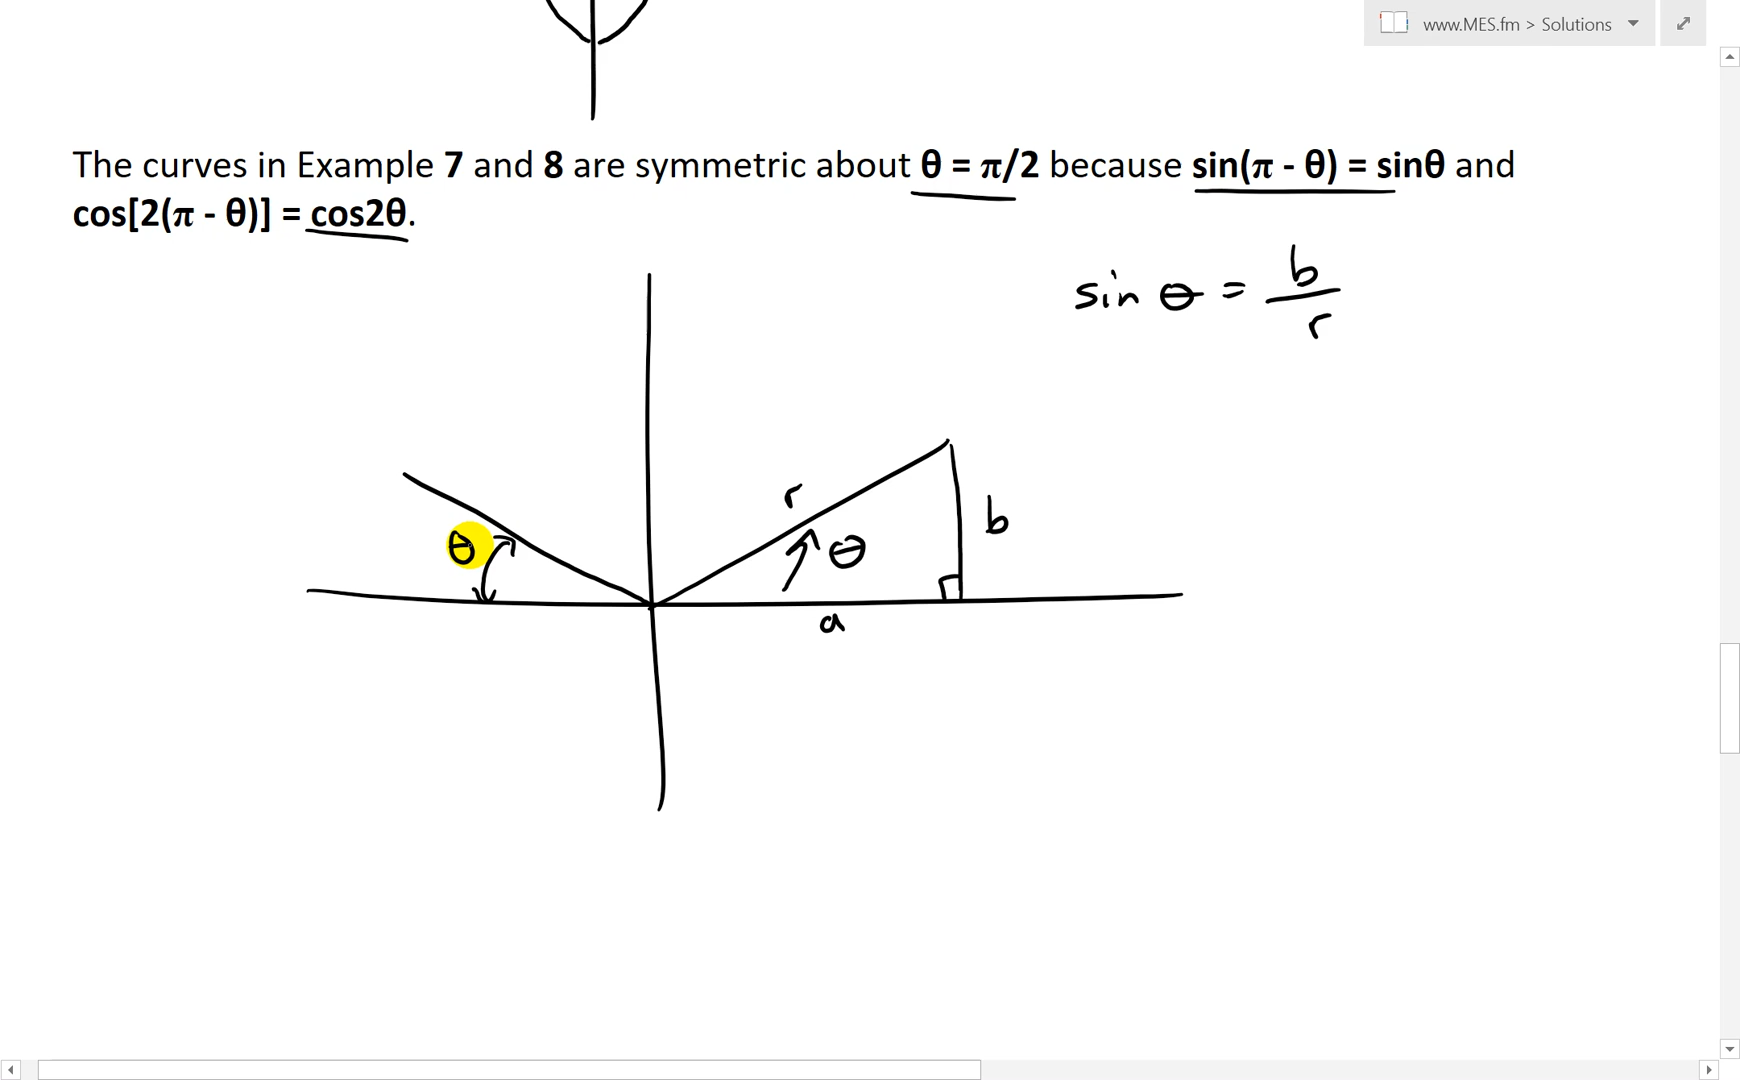 www.MES.fm > Solutions
The curves in Example 7 and 8 are symmetric about θ = π/2 because sin(π - θ) = sinθ and
cos[2(π - θ)] = cos2θ.
sin θ = b/r
r
b
θ
θ
a